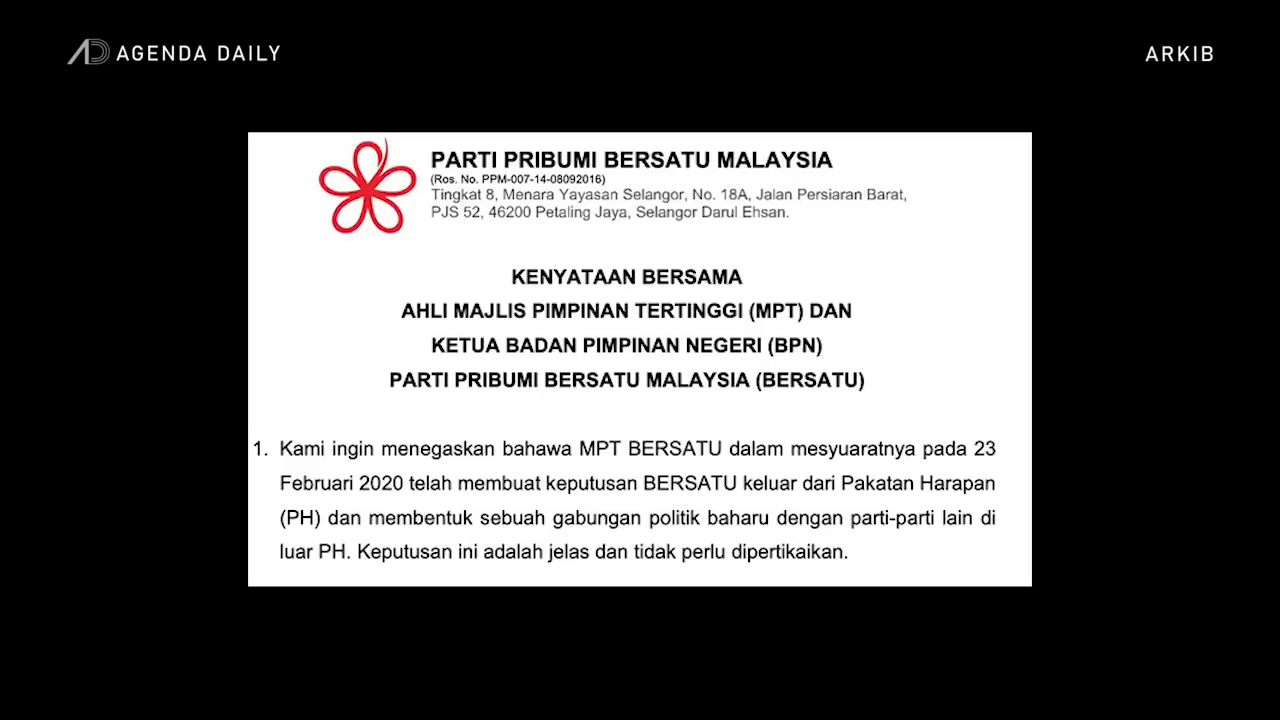 AGENDA DAILY
ARKIB
PARTI PRIBUMI BERSATU MALAYSIA
(Ros. No. PPM-007-14-08092016)
Tingkat 8, Menara Yayasan Selangor, No. 18A, Jalan Persiaran Barat,
PJS 52, 46200 Petaling Jaya, Selangor Darul Ehsan.
KENYATAAN BERSAMA
AHLI MAJLIS PIMPINAN TERTINGGI (MPT) DAN
KETUA BADAN PIMPINAN NEGERI (BPN)
PARTI PRIBUMI BERSATU MALAYSIA (BERSATU)
1. Kami ingin menegaskan bahawa MPT BERSATU dalam mesyuaratnya pada 23
Februari 2020 telah membuat keputusan BERSATU keluar dari Pakatan Harapan
(PH) dan membentuk sebuah gabungan politik baharu dengan parti-parti lain di
luar PH. Keputusan ini adalah jelas dan tidak perlu dipertikaikan.